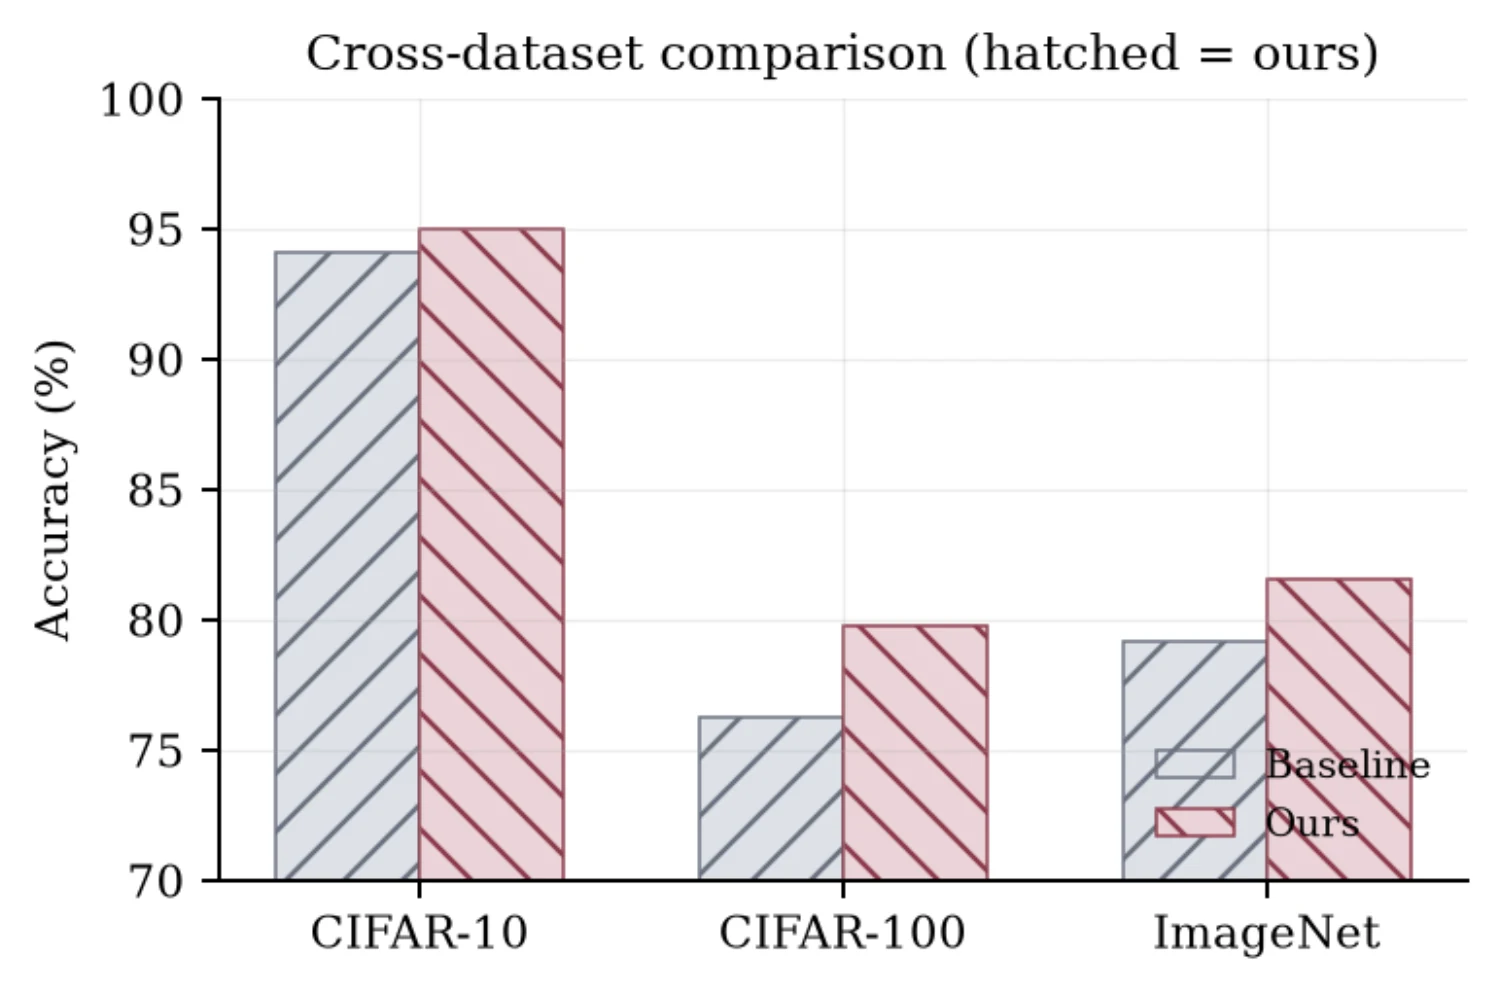 Cross-dataset comparison (hatched = ours)
100
95
90
85
80
75
70
Accuracy (%)
Baseline
Ours
CIFAR-10
CIFAR-100
ImageNet